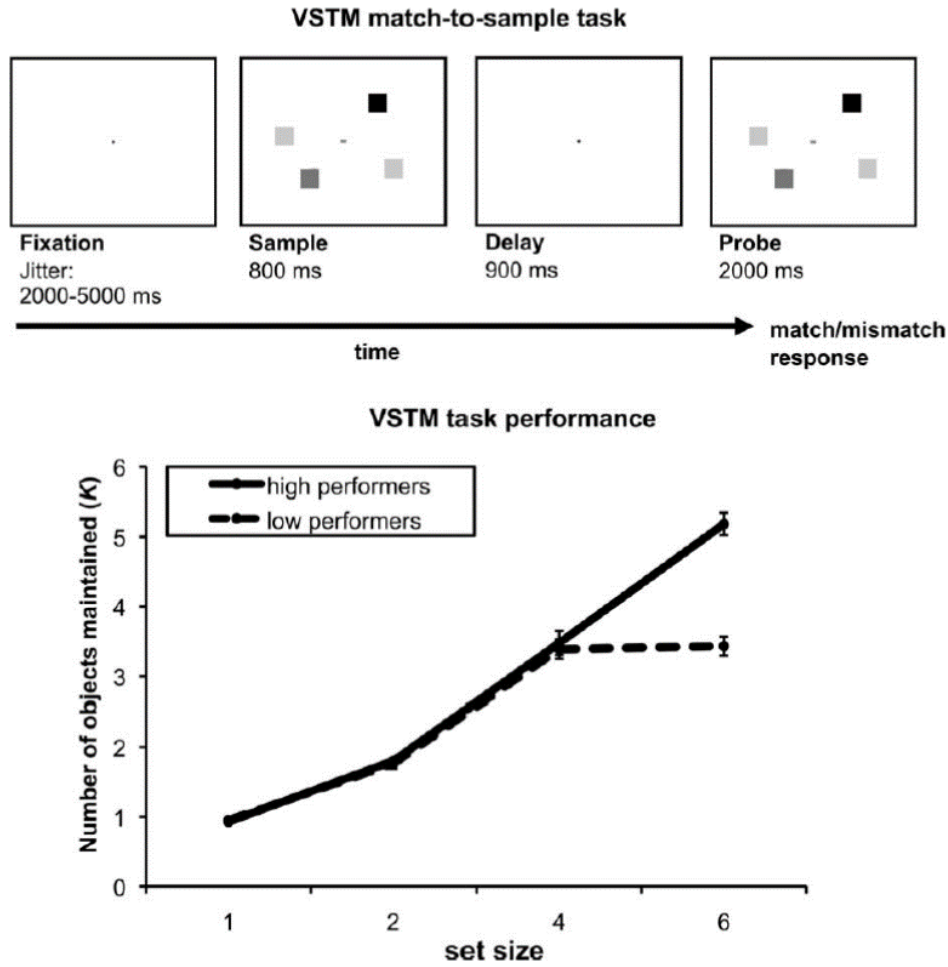 VSTM match-to-sample task
Fixation
Jitter:
2000-5000 ms
Sample
800 ms
Delay
900 ms
Probe
2000 ms
time
match/mismatch
response
VSTM task performance
Number of objects maintained (K)
6
5
4
3
2
1
0
high performers
low performers
1 2 4 6
set size